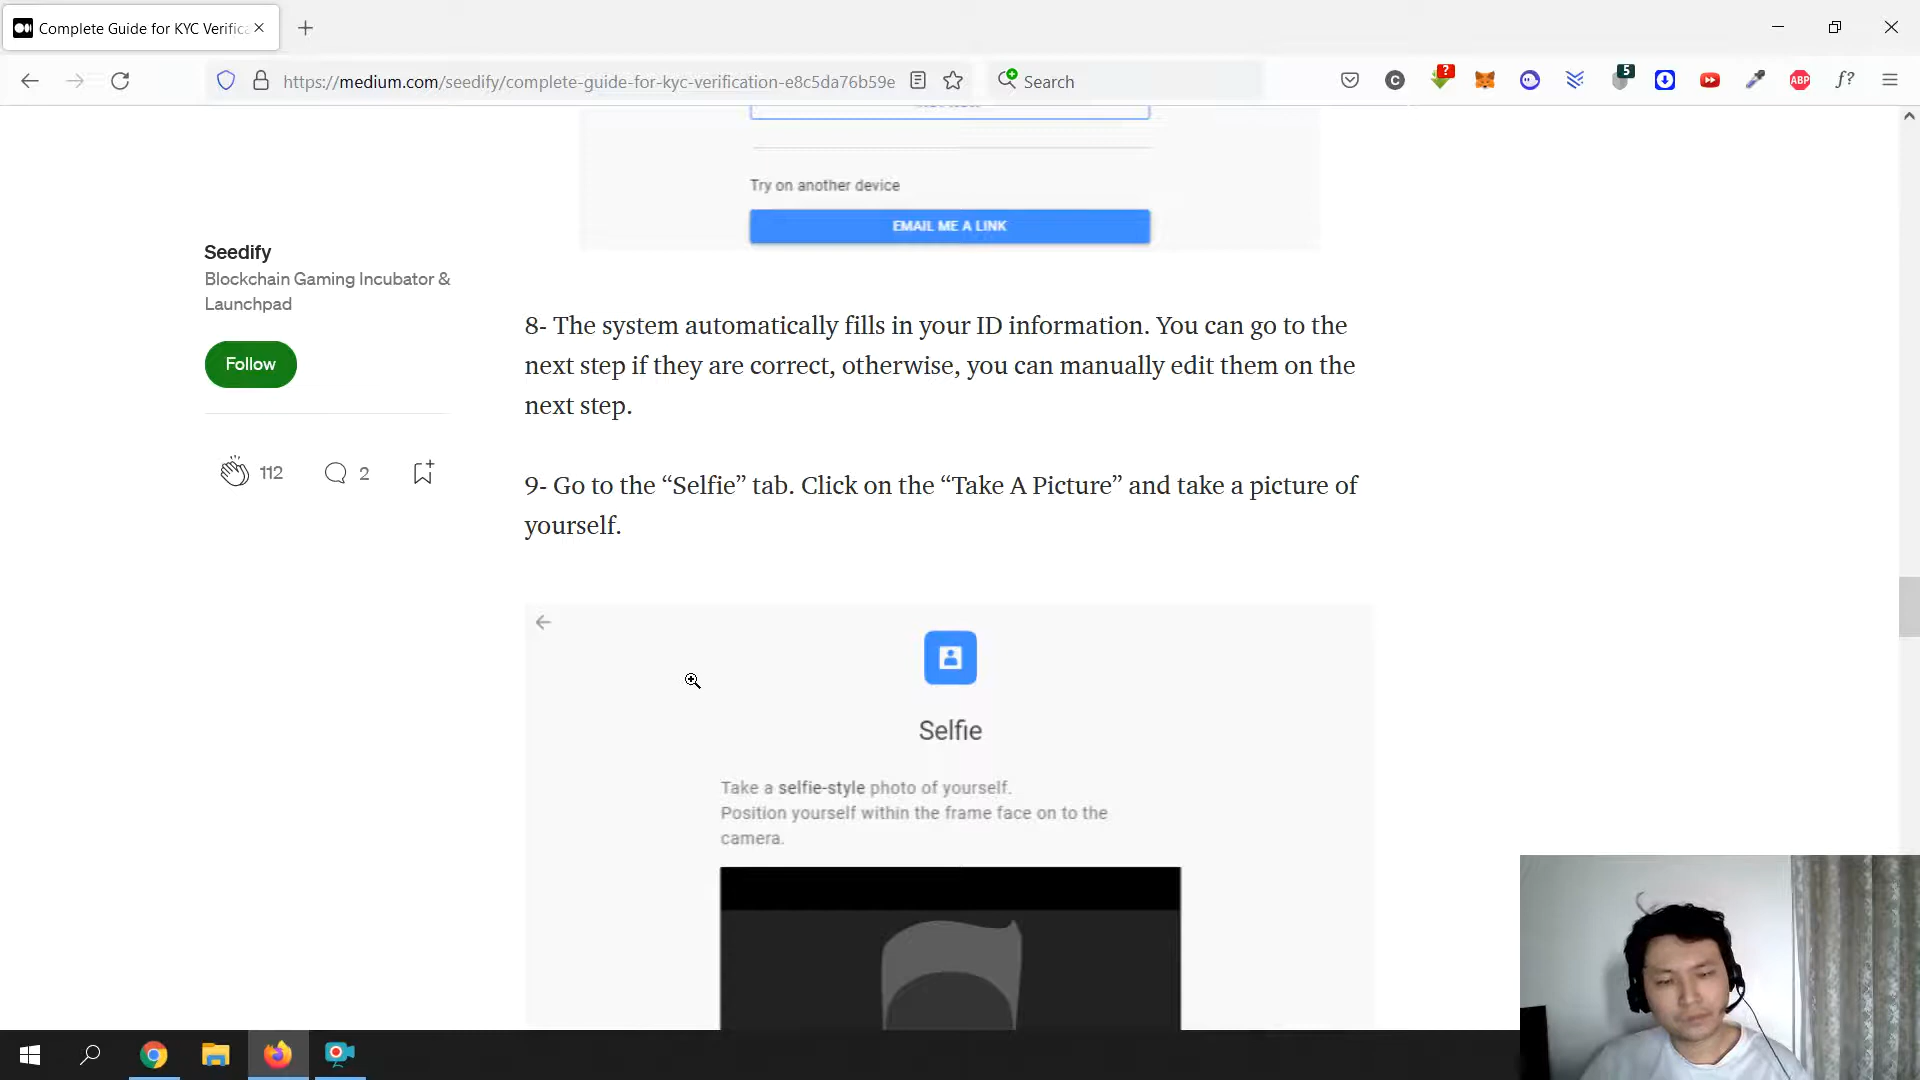 Complete Guide for KYC Verific
https://medium.com/seedify/complete-guide-for-kyc-verification-e8c5da76b59e
Search
?
5
ABP
f?
Try on another device
EMAIL ME A LINK
Seedify
Blockchain Gaming Incubator &
Launchpad
Follow
112
2
8- The system automatically fills in your ID information. You can go to the
next step if they are correct, otherwise, you can manually edit them on the
next step.
9- Go to the “Selfie” tab. Click on the “Take A Picture” and take a picture of
yourself.
Selfie
Take a selfie-style photo of yourself.
Position yourself within the frame face on to the
camera.